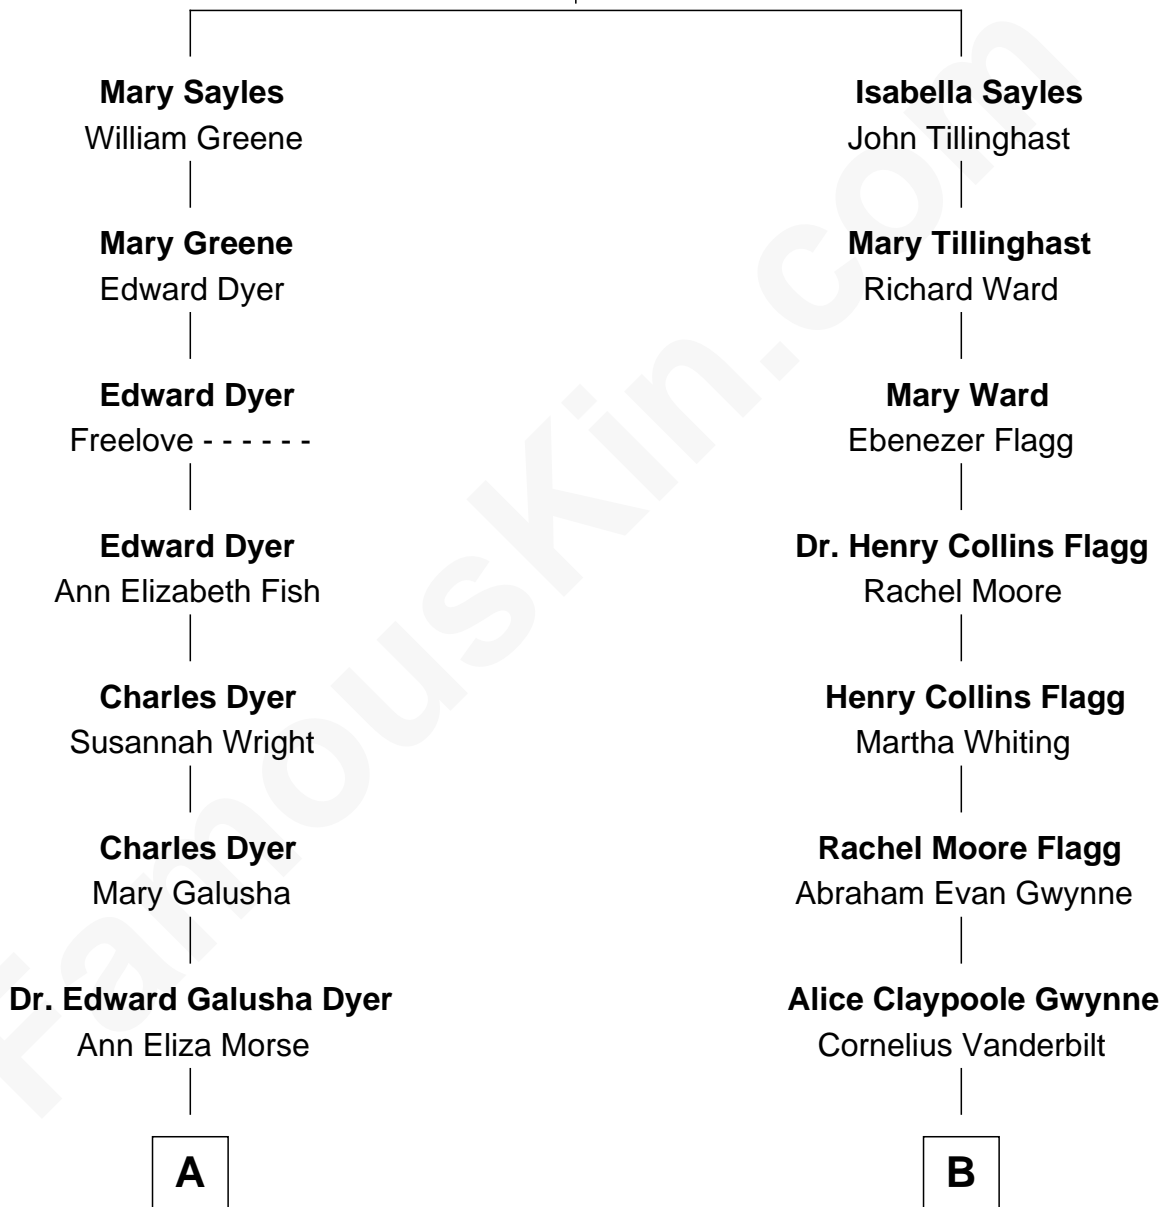 Mary Sayles
William Greene
Mary Greene
Edward Dyer
Edward Dyer
Freelove - - - - - -
Edward Dyer
Ann Elizabeth Fish
Charles Dyer
Susannah Wright
Charles Dyer
Mary Galusha
Dr. Edward Galusha Dyer
Ann Eliza Morse
A
Isabella Sayles
John Tillinghast
Mary Tillinghast
Richard Ward
Mary Ward
Ebenezer Flagg
Dr. Henry Collins Flagg
Rachel Moore
Henry Collins Flagg
Martha Whiting
Rachel Moore Flagg
Abraham Evan Gwynne
Alice Claypoole Gwynne
Cornelius Vanderbilt
B
FamousKin.com